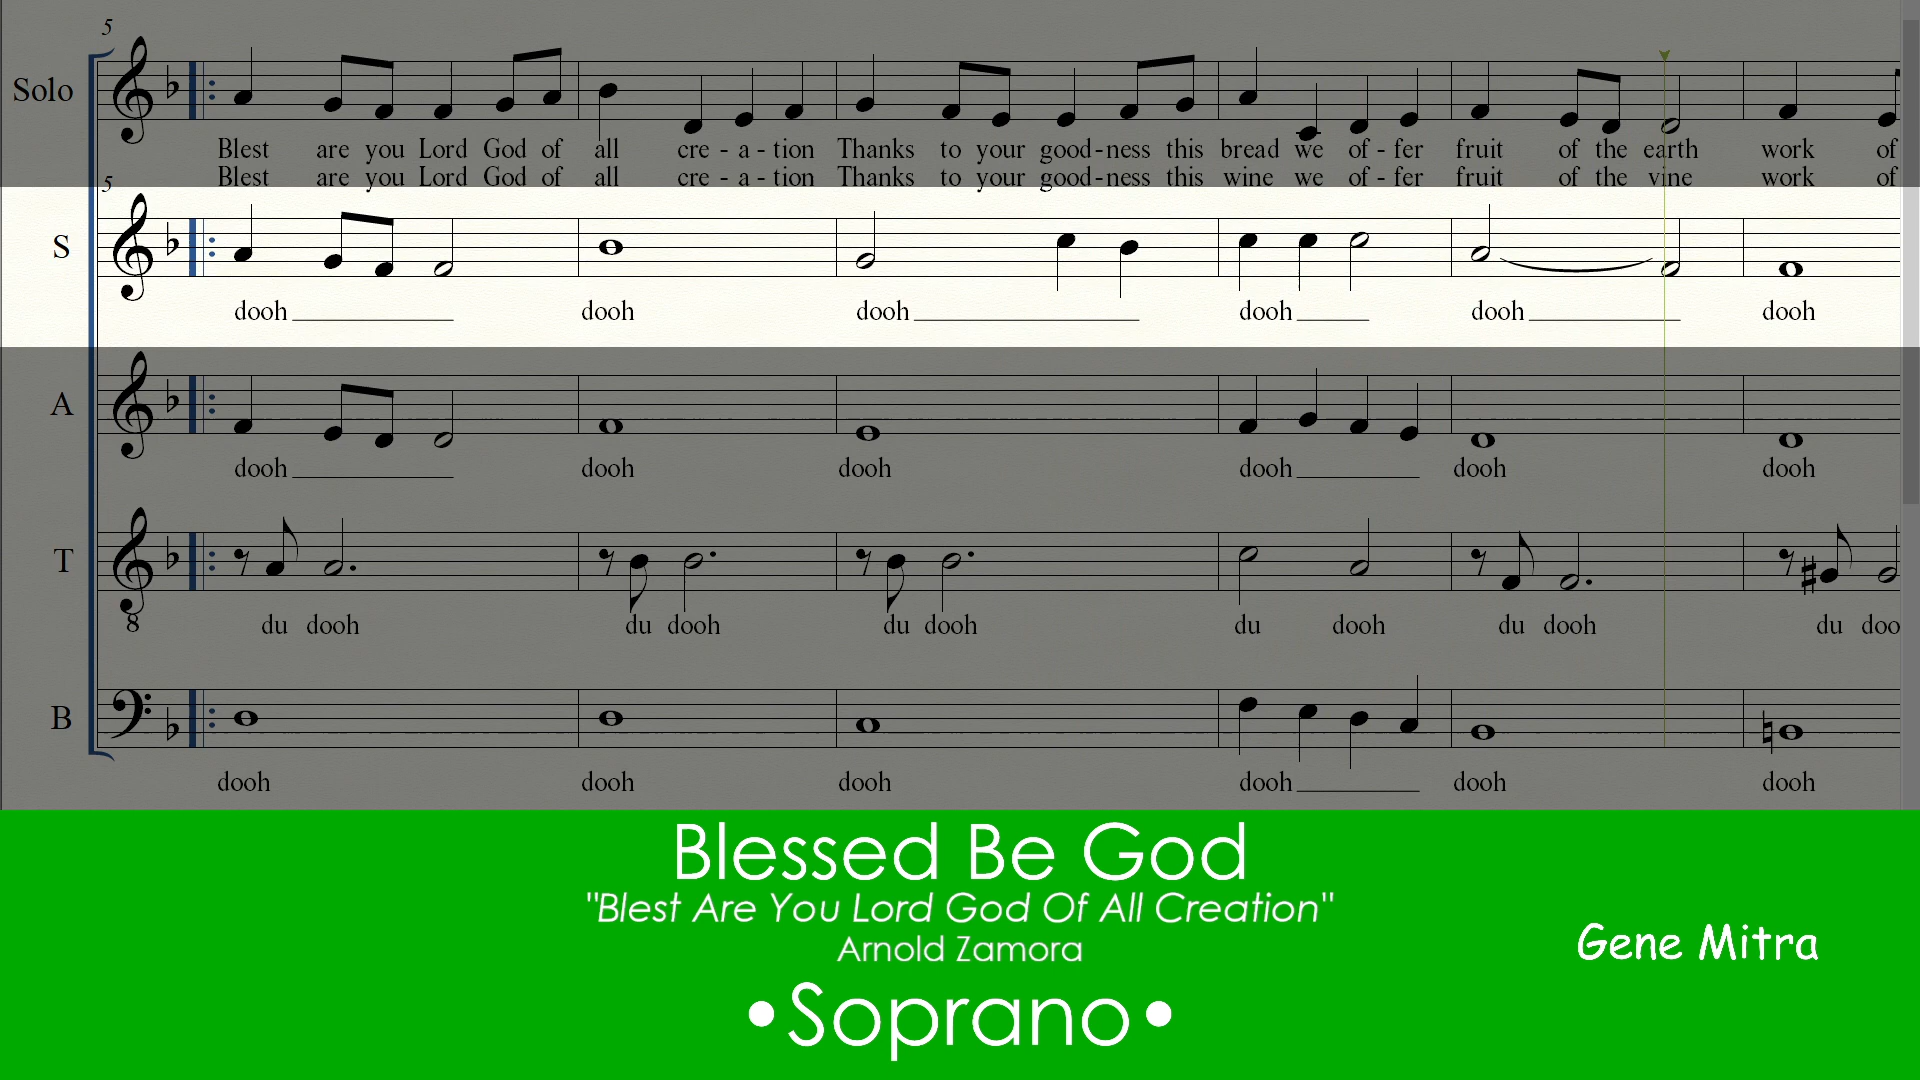 5
Solo
Blest are you Lord God of all cre - a - tion Thanks to your good - ness this bread we of - fer fruit of the earth work of
Blest are you Lord God of all cre - a - tion Thanks to your good - ness this wine we of - fer fruit of the vine work of
5
S
dooh dooh dooh dooh dooh dooh
A
dooh dooh dooh dooh dooh dooh
T
8
du dooh du dooh du dooh du dooh du dooh du doo
B
dooh dooh dooh dooh dooh dooh
Blessed Be God
"Blest Are You Lord God Of All Creation"
Arnold Zamora
Gene Mitra
•Soprano•